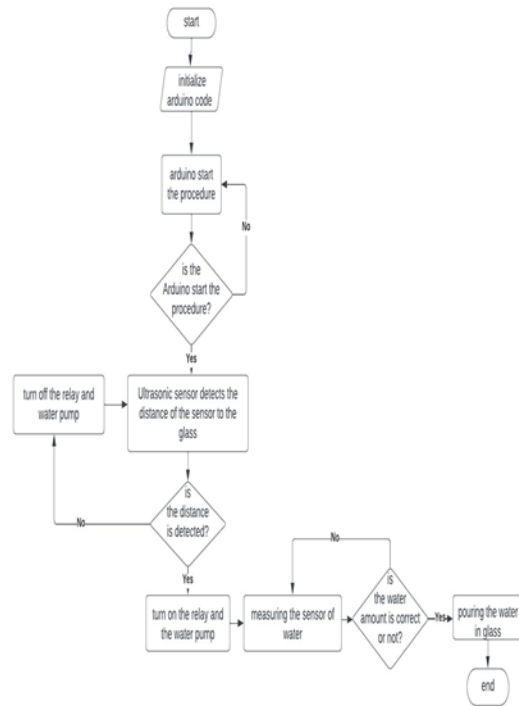 start
initialize
arduino code
arduino start
the procedure
No
is the
Arduino start the
procedure?
Yes
turn off the relay and
water pump
Ultrasonic sensor detects the
distance of the sensor to the
glass
is
the distance
is detected?
No
Yes
turn on the relay and
the water pump
measuring the sensor of
water
No
is
the water
amount is correct
or not?
Yes
pouring the water
in glass
end